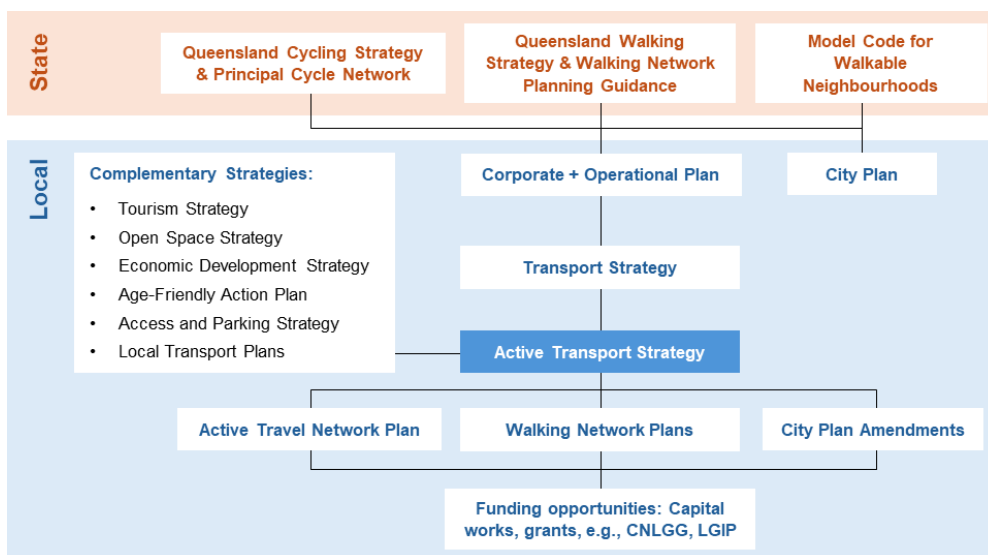 State
Queensland Cycling Strategy
& Principal Cycle Network
Queensland Walking
Strategy & Walking Network
Planning Guidance
Model Code for
Walkable
Neighbourhoods
Local
Complementary Strategies:
• Tourism Strategy
• Open Space Strategy
• Economic Development Strategy
• Age-Friendly Action Plan
• Access and Parking Strategy
• Local Transport Plans
Corporate + Operational Plan
City Plan
Transport Strategy
Active Transport Strategy
Active Travel Network Plan
Walking Network Plans
City Plan Amendments
Funding opportunities: Capital
works, grants, e.g., CNLGG, LGIP